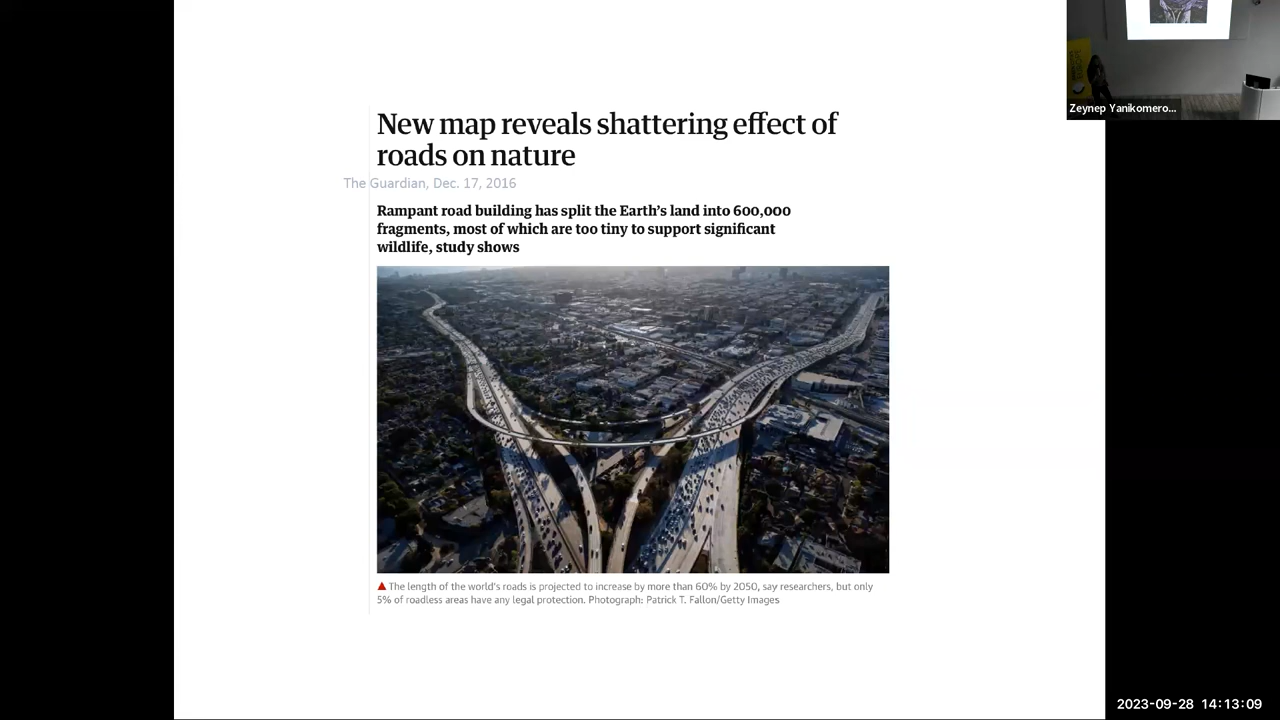 New map reveals shattering effect of
roads on nature
The Guardian, Dec. 17, 2016
Rampant road building has split the Earth’s land into 600,000
fragments, most of which are too tiny to support significant
wildlife, study shows
▲ The length of the world's roads is projected to increase by more than 60% by 2050, say researchers, but only
5% of roadless areas have any legal protection. Photograph: Patrick T. Fallon/Getty Images
Zeynep Yanikomero...
2023-09-28 14:13:09